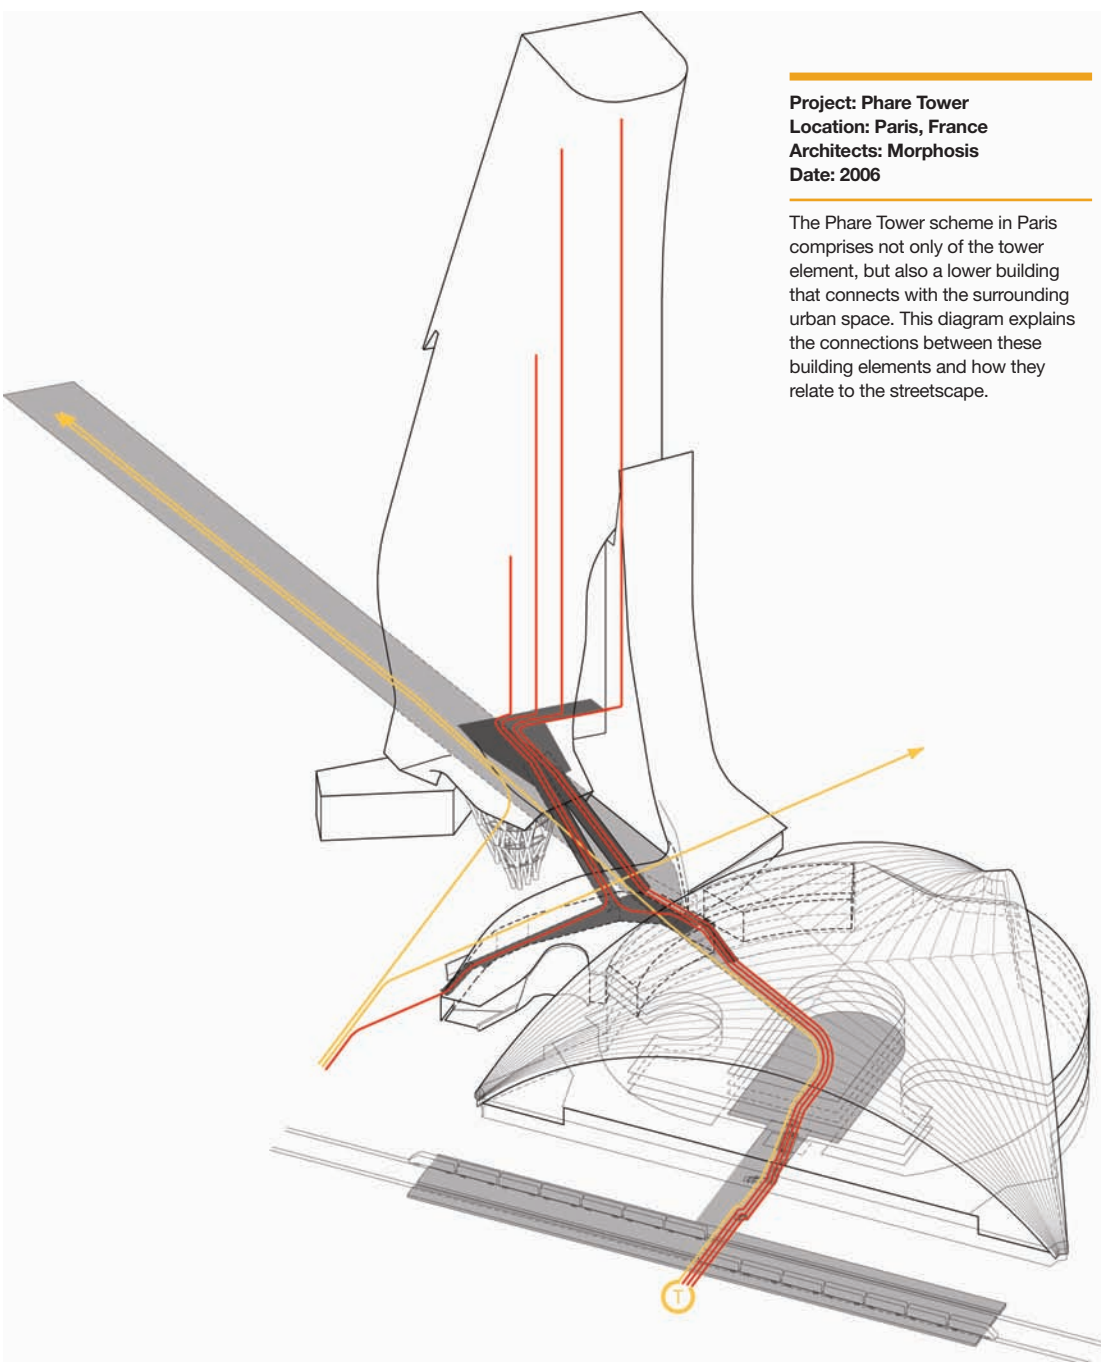 Project: Phare Tower
Location: Paris, France
Architects: Morphosis
Date: 2006
The Phare Tower scheme in Paris
comprises not only of the tower
element, but also a lower building
that connects with the surrounding
urban space. This diagram explains
the connections between these
building elements and how they
relate to the streetscape.
T